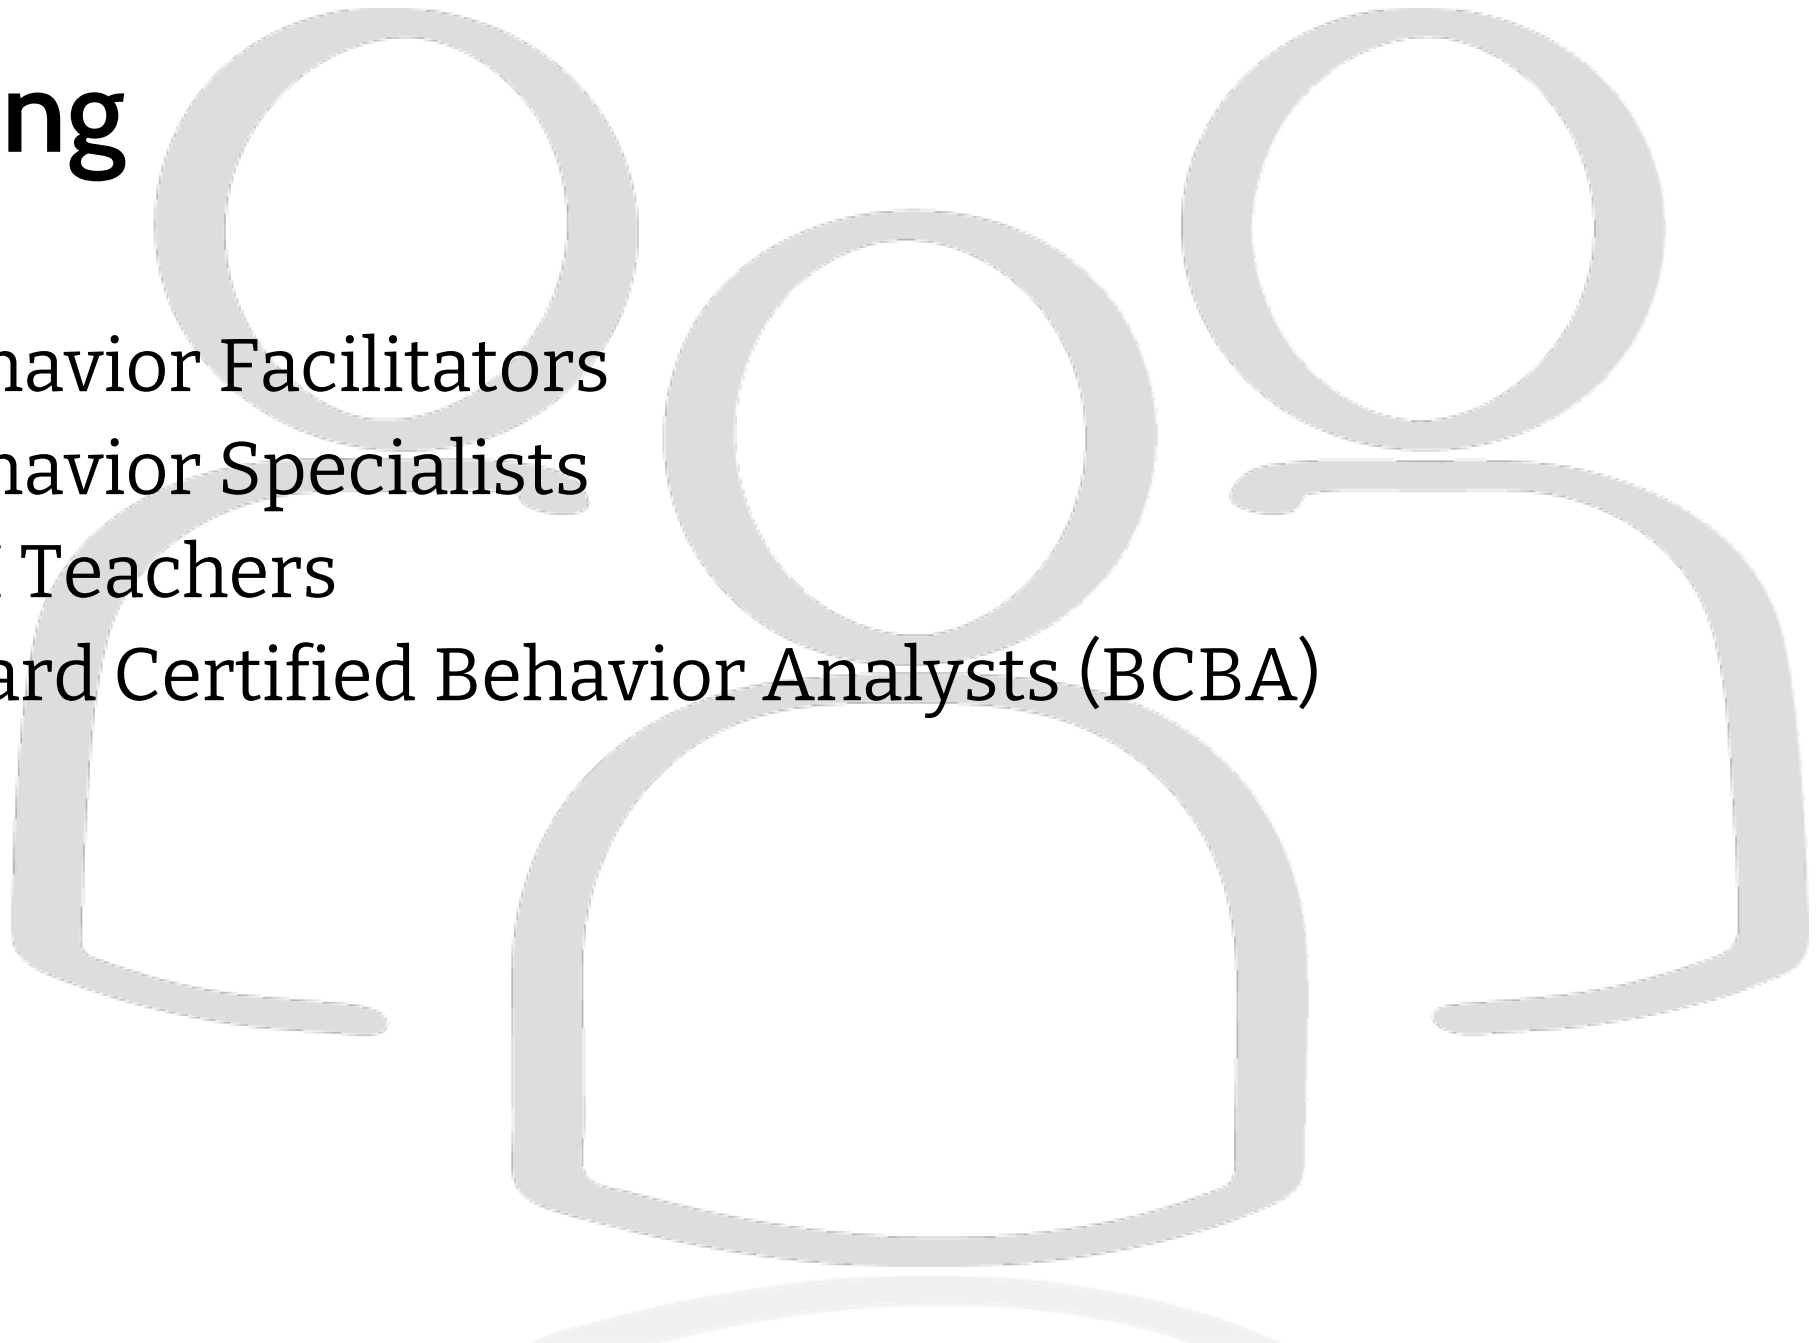 ng
havior Facilitators
havior Specialists
Teachers
ard Certified Behavior Analysts (BCBA)